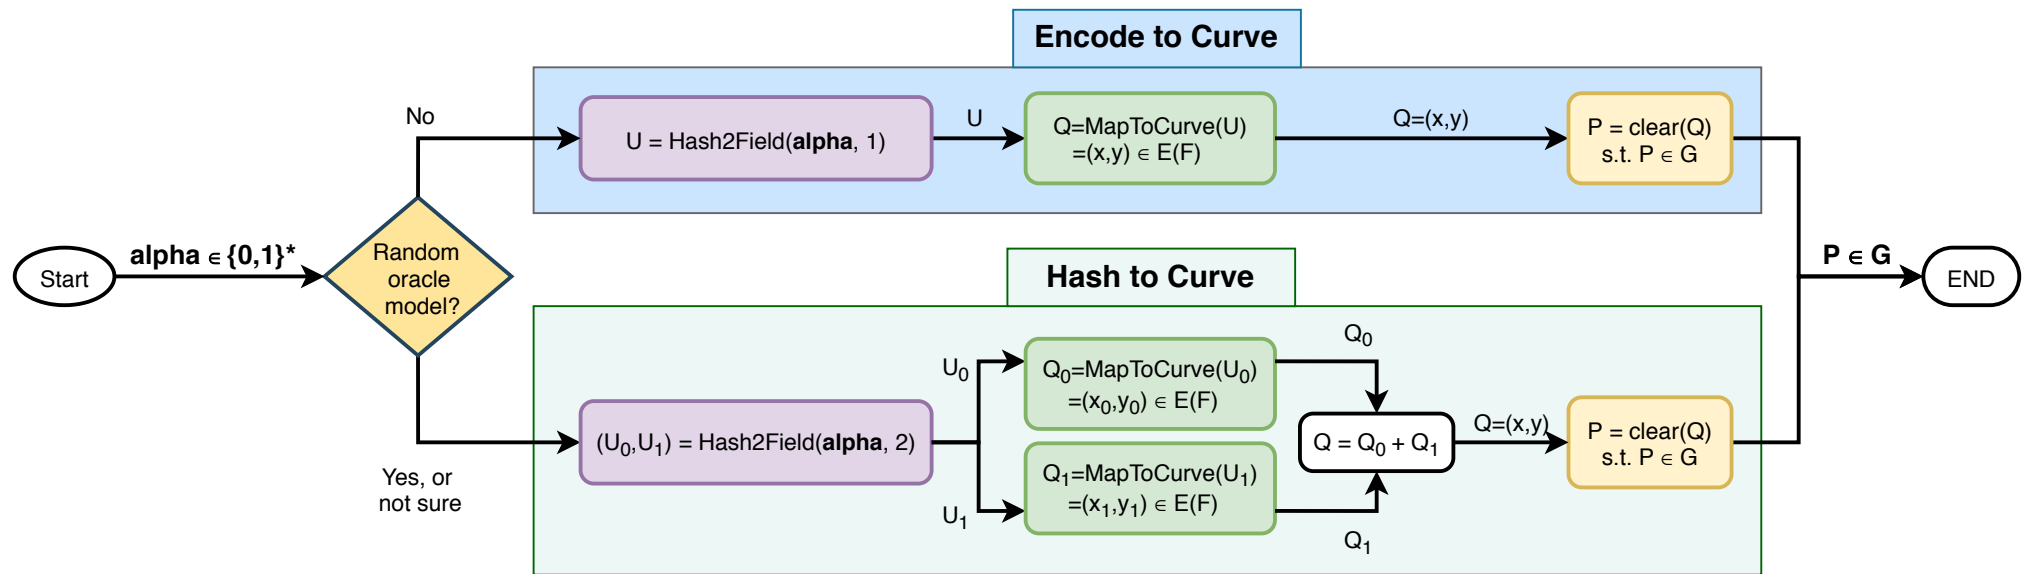 Encode to Curve
No
U = Hash2Field(alpha, 1)
U
Q=MapToCurve(U)
=(x,y) ∈ E(F)
Q=(x,y)
P = clear(Q)
s.t. P ∈ G
Start
alpha ∈ {0,1}*
Random
oracle
model?
P ∈ G
END
Hash to Curve
Yes, or
not sure
(U₀,U₁) = Hash2Field(alpha, 2)
U₀
Q₀=MapToCurve(U₀)
=(x₀,y₀) ∈ E(F)
Q₀
U₁
Q₁=MapToCurve(U₁)
=(x₁,y₁) ∈ E(F)
Q₁
Q = Q₀ + Q₁
Q=(x,y)
P = clear(Q)
s.t. P ∈ G